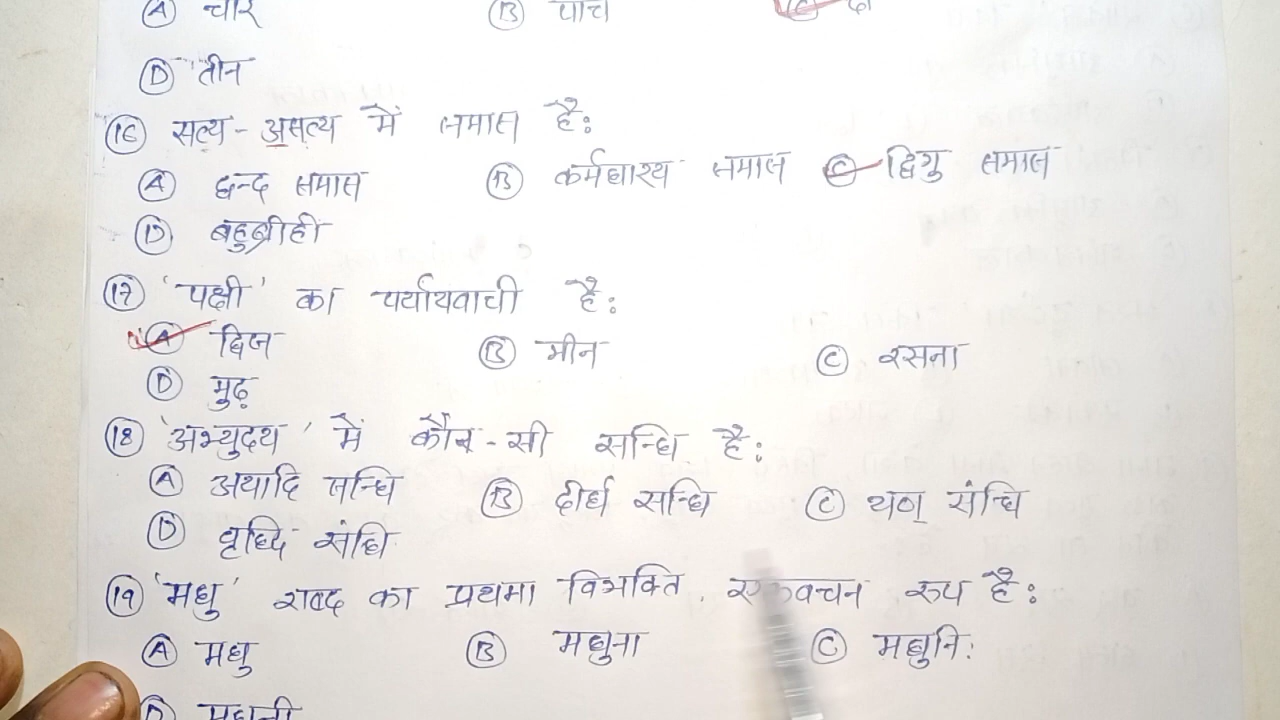 (A) चार (B) पांच (C) दो
(D) तीन
(16) सत्य - असत्य में समास है:
(A) द्वन्द समास (B) कर्मधारय समास (C) द्विगु समास
(D) बहुब्रीही
(17) 'पक्षी' का पर्यायवाची है:
(A) द्विज (B) मीन (C) रसना
(D) मुढ़
(18) 'अभ्युदय' में कौन - सी सन्धि है:
(A) अयादि सन्धि (B) दीर्घ सन्धि (C) यण् संन्धि
(D) वृध्दि संधि
(19) 'मधु' शब्द का प्रथमा विभक्ति, एकवचन रुप है:
(A) मधु (B) मधुना (C) मधुनि:
(D) मधुनी